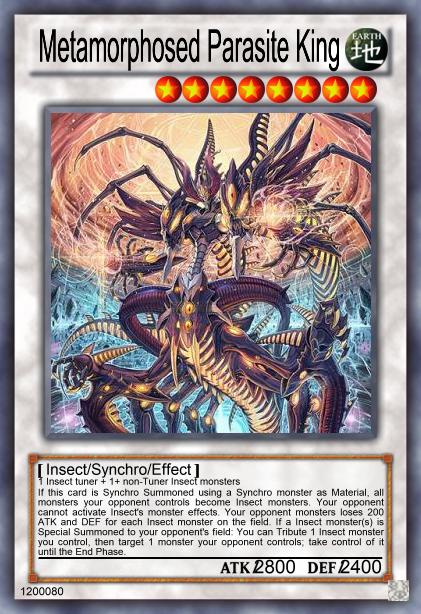 Metamorphosed Parasite King
EARTH
地
[ Insect/Synchro/Effect ]
1 Insect tuner + 1+ non-Tuner Insect monsters
If this card is Synchro Summoned using a Synchro monster as Material, all
monsters your opponent controls become Insect monsters. Your opponent
cannot activate Insect's monster effects. Your opponent monsters loses 200
ATK and DEF for each Insect monster on the field. If a Insect monster(s) is
Special Summoned to your opponent's field: You can Tribute 1 Insect monster
you control, then target 1 monster your opponent controls; take control of it
until the End Phase.
ATK 2800 DEF 2400
1200080